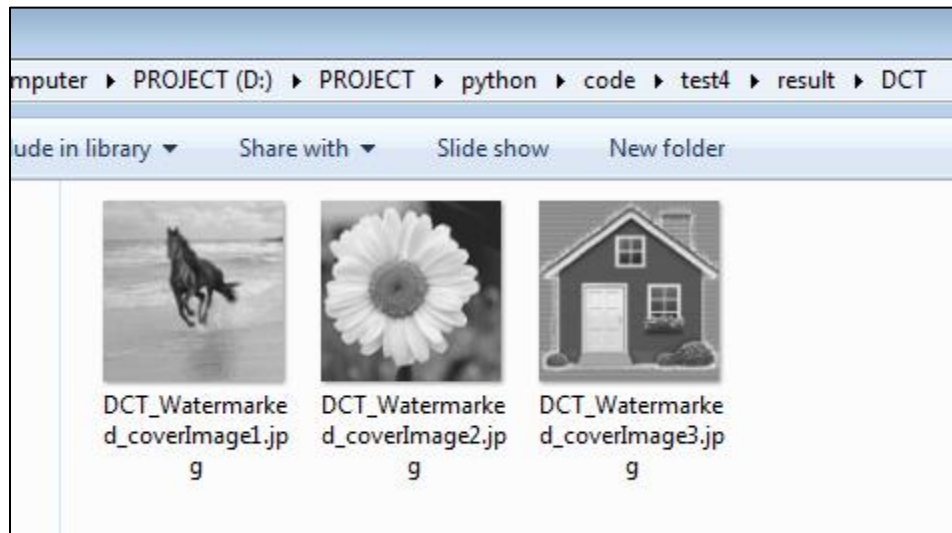 mputer ▸ PROJECT (D:) ▸ PROJECT ▸ python ▸ code ▸ test4 ▸ result ▸ DCT
ude in library ▾ Share with ▾ Slide show New folder
DCT_Watermarke
d_coverImage1.jp
g
DCT_Watermarke
d_coverImage2.jp
g
DCT_Watermarke
d_coverImage3.jp
g